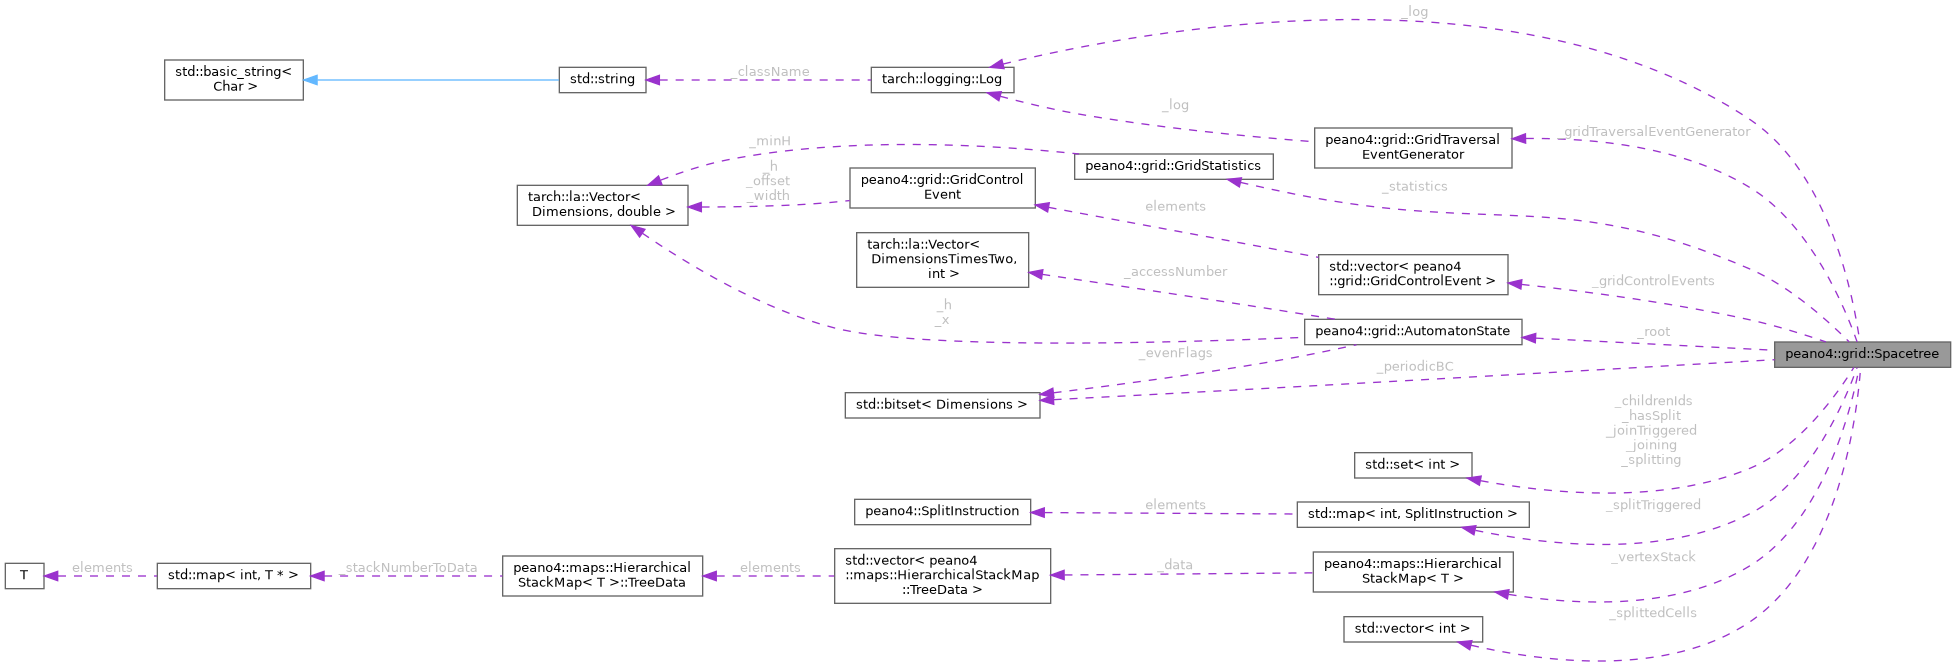 _log
std::basic_string<
Char >
std::string
_className
tarch::logging::Log
_log
peano4::grid::GridTraversal
EventGenerator
_gridTraversalEventGenerator
_minH
peano4::grid::GridStatistics
_statistics
tarch::la::Vector<
Dimensions, double >
_h
_offset
_width
peano4::grid::GridControl
Event
elements
tarch::la::Vector<
DimensionsTimesTwo,
int >
_accessNumber
std::vector< peano4
::grid::GridControlEvent >
_gridControlEvents
_h
_x
peano4::grid::AutomatonState
_root
peano4::grid::Spacetree
_evenFlags
_periodicBC
std::bitset< Dimensions >
_childrenIds
_hasSplit
_joinTriggered
_joining
_splitting
std::set< int >
peano4::SplitInstruction
elements
std::map< int, SplitInstruction >
_splitTriggered
T
elements
std::map< int, T * >
_stackNumberToData
peano4::maps::Hierarchical
StackMap< T >::TreeData
elements
std::vector< peano4
::maps::HierarchicalStackMap
::TreeData >
_data
peano4::maps::Hierarchical
StackMap< T >
_vertexStack
std::vector< int >
_splittedCells